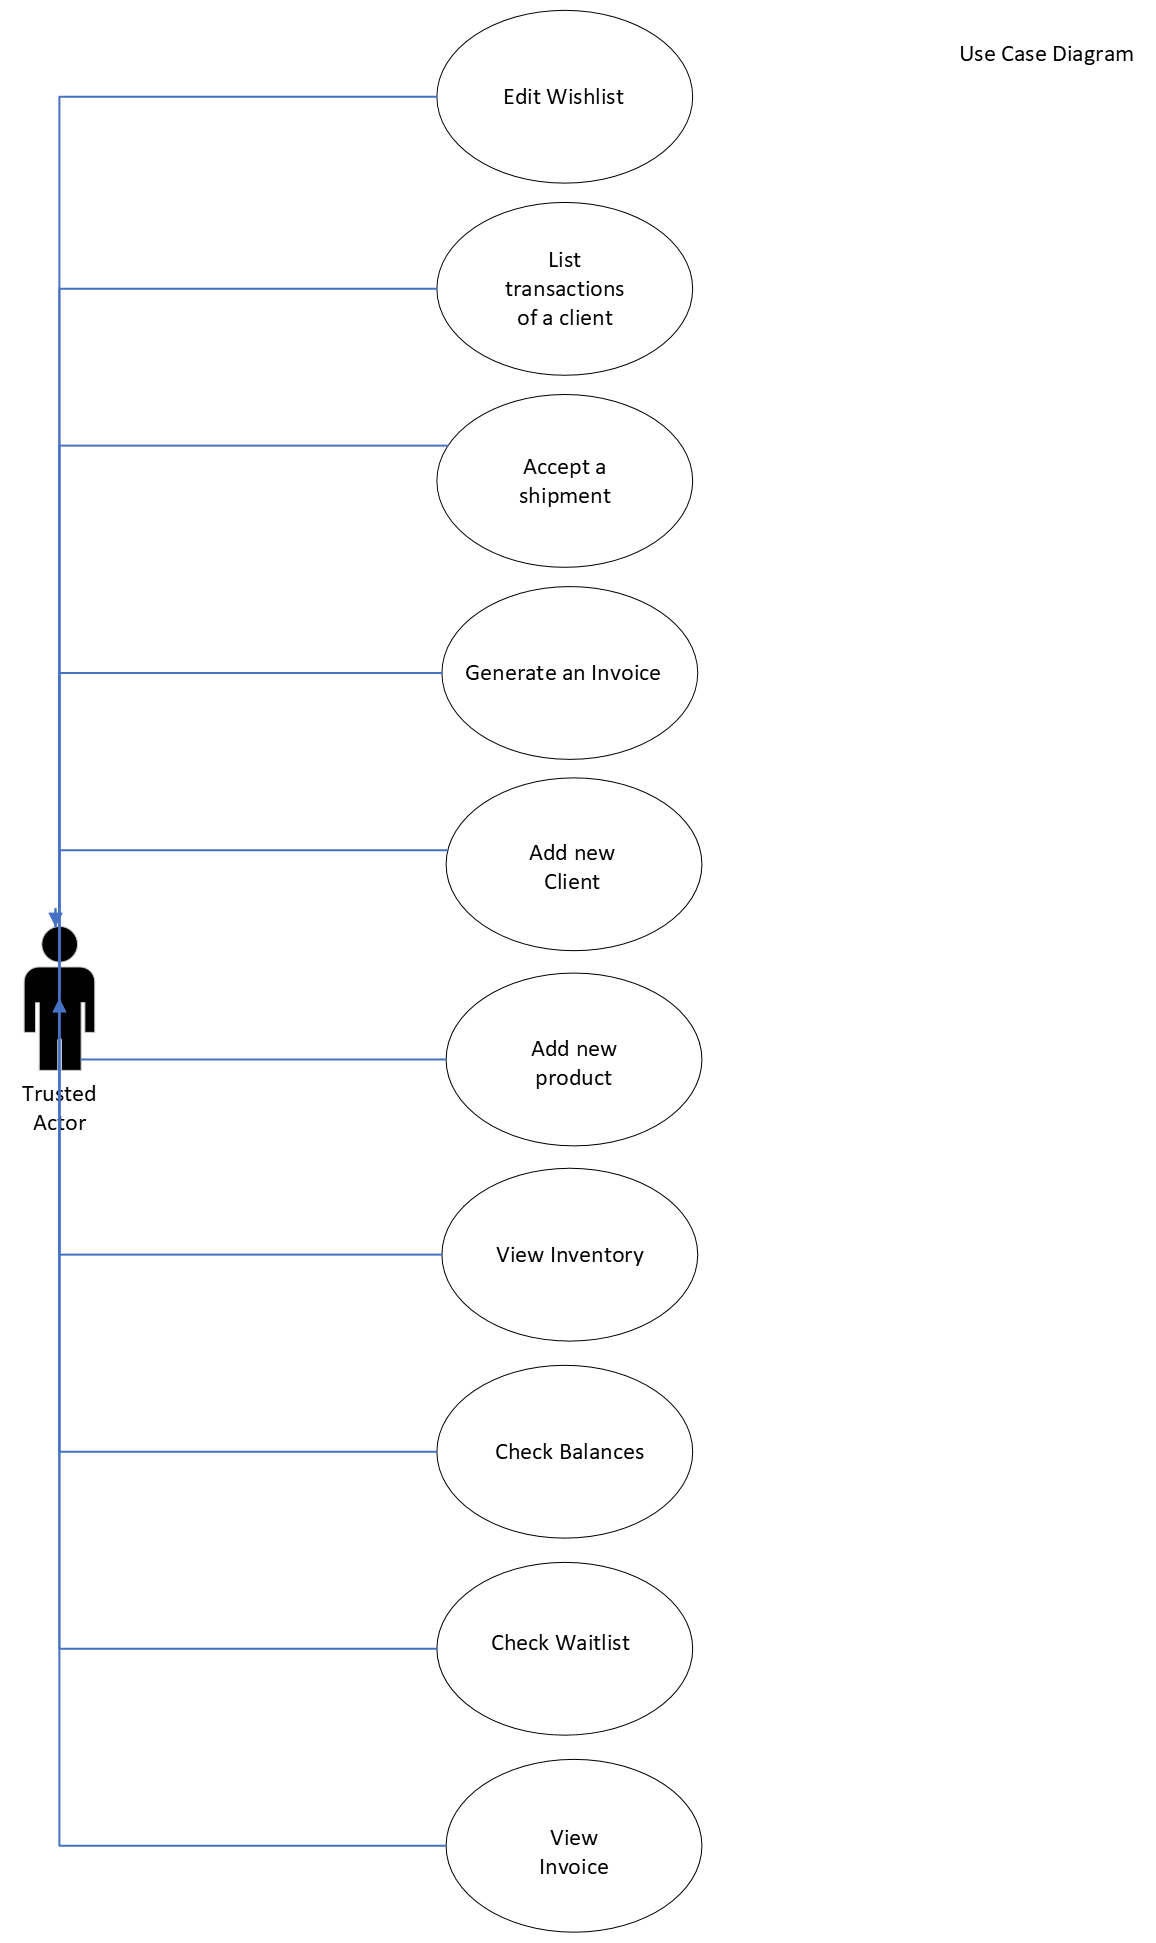 Use Case Diagram
Edit Wishlist
List
transactions
of a client
Accept a
shipment
Generate an Invoice
Add new
Client
Add new
product
Trusted
Actor
View Inventory
Check Balances
Check Waitlist
View
Invoice